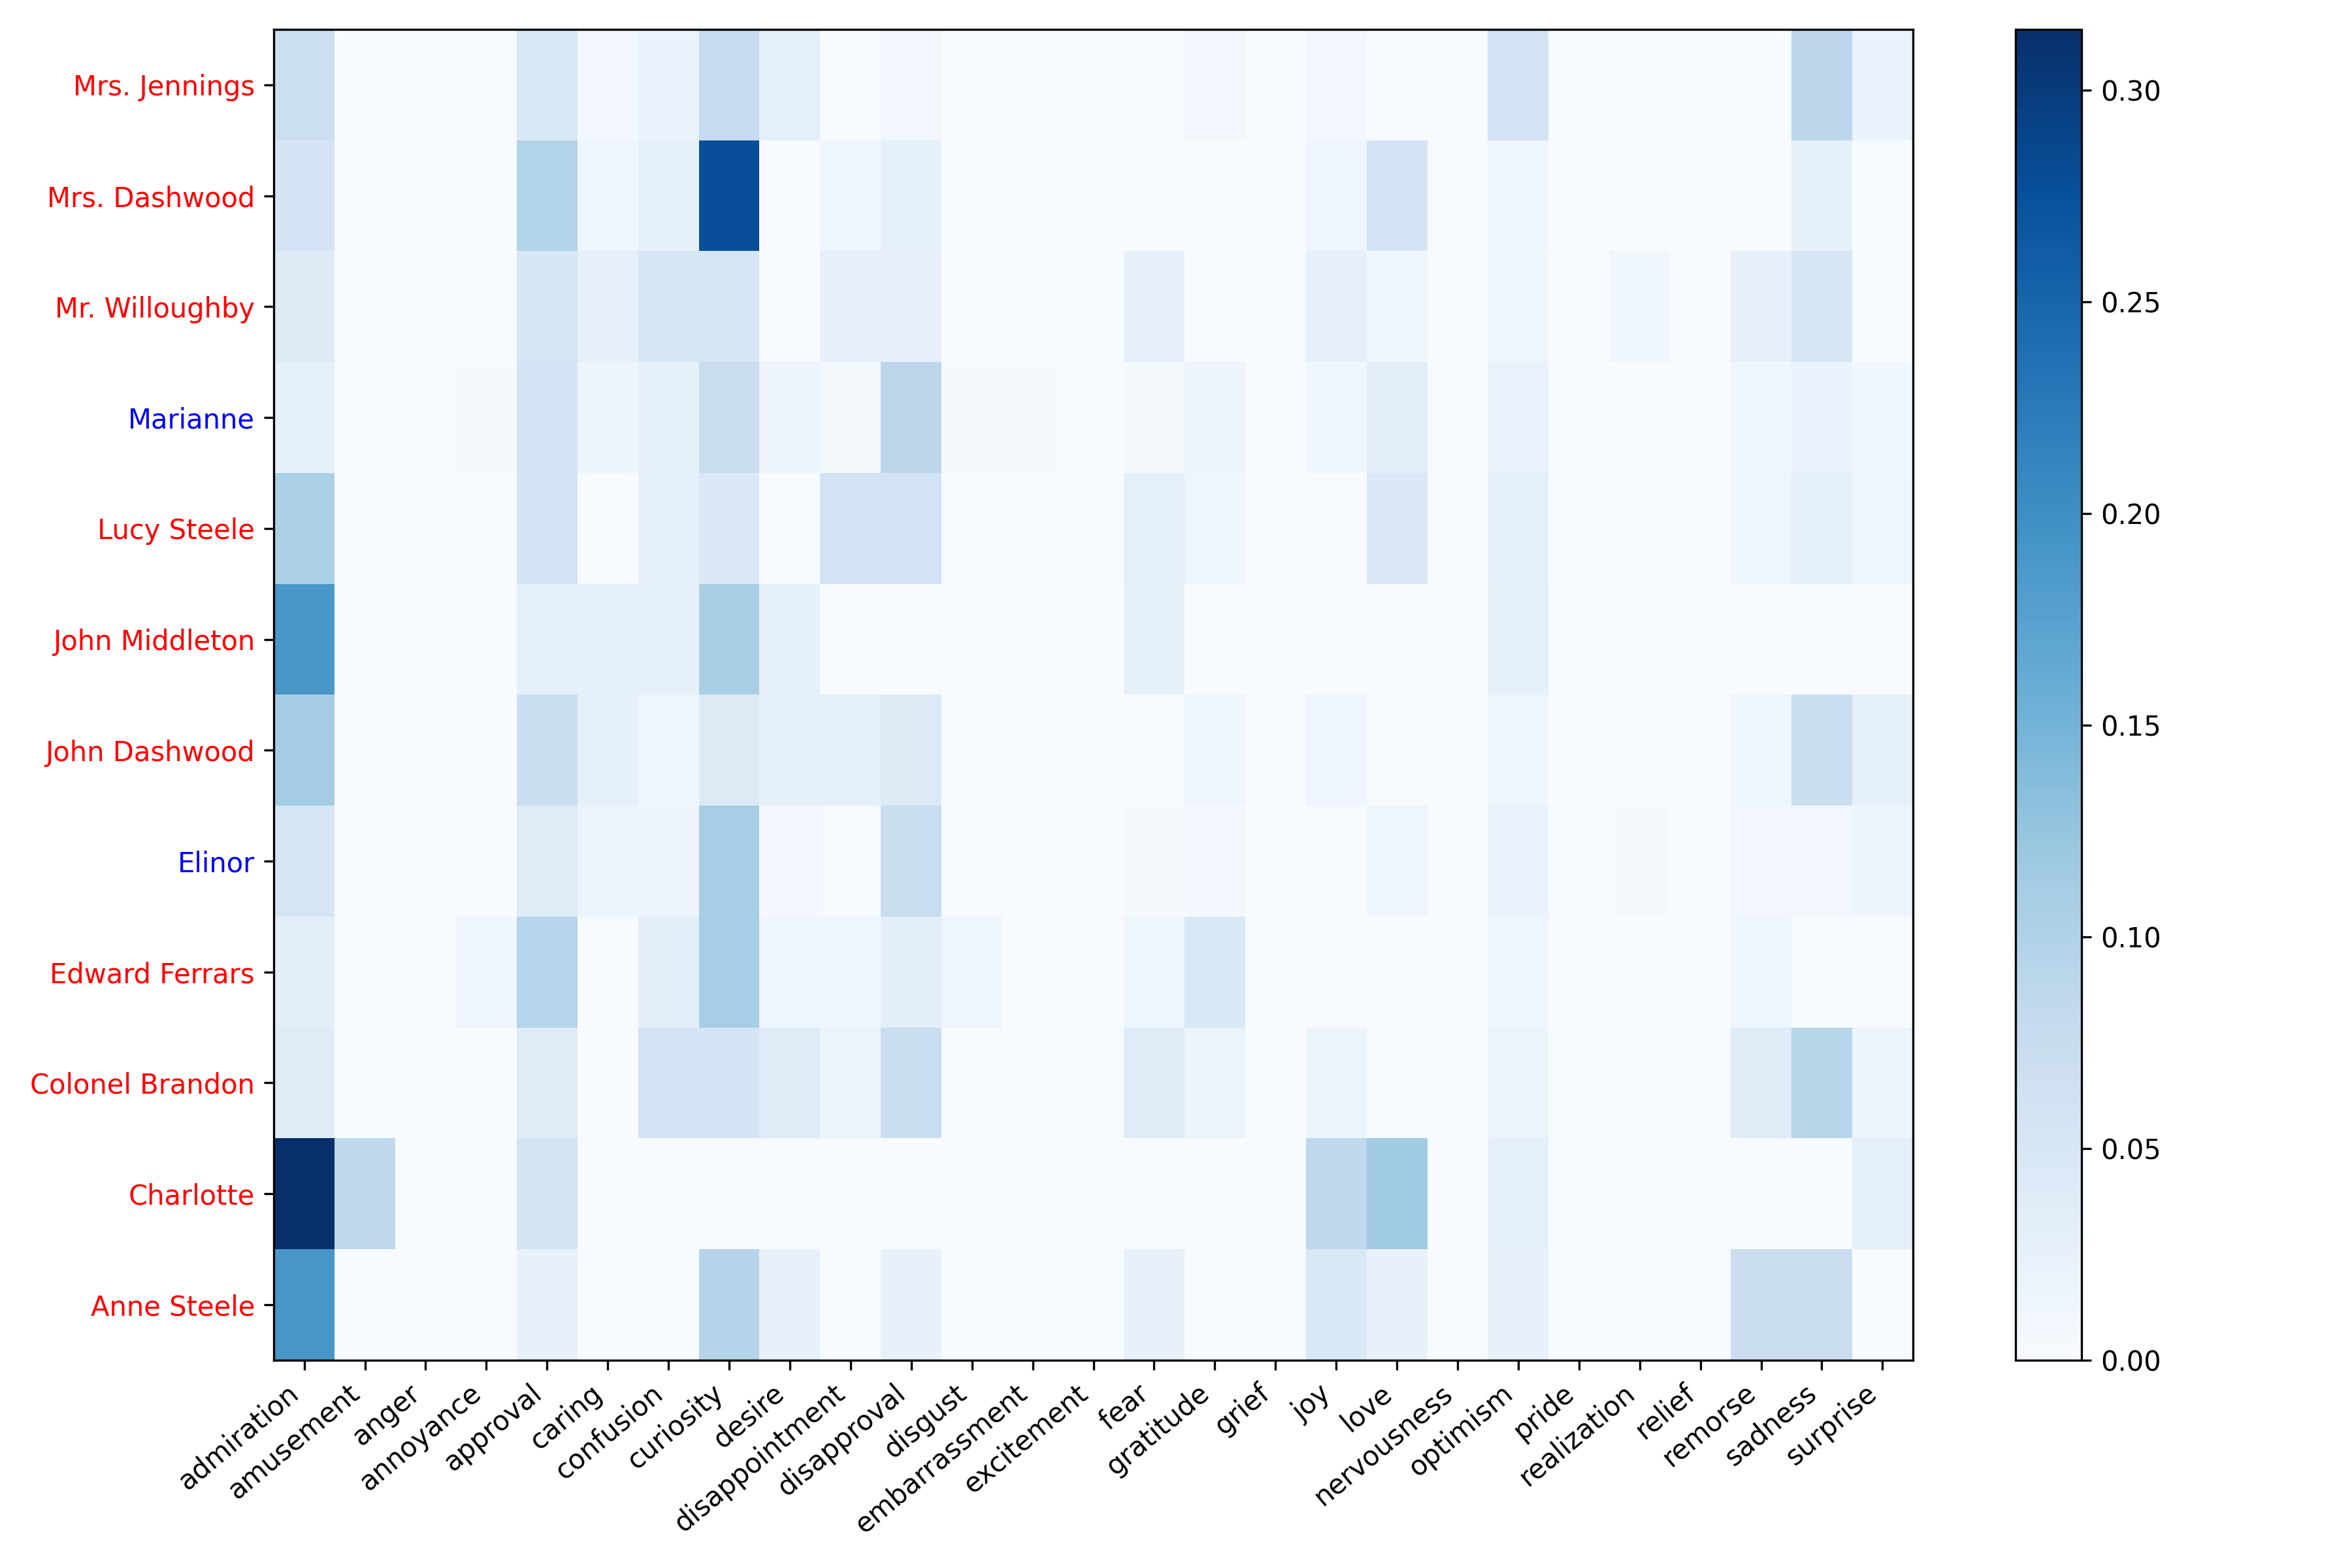 Mrs. Jennings
Mrs. Dashwood
Mr. Willoughby
Marianne
Lucy Steele
John Middleton
John Dashwood
Elinor
Edward Ferrars
Colonel Brandon
Charlotte
Anne Steele
admiration
amusement
anger
annoyance
approval
caring
confusion
curiosity
desire
disappointment
disapproval
disgust
embarrassment
excitement
fear
gratitude
grief
joy
love
nervousness
optimism
pride
realization
relief
remorse
sadness
surprise
0.30
0.25
0.20
0.15
0.10
0.05
0.00